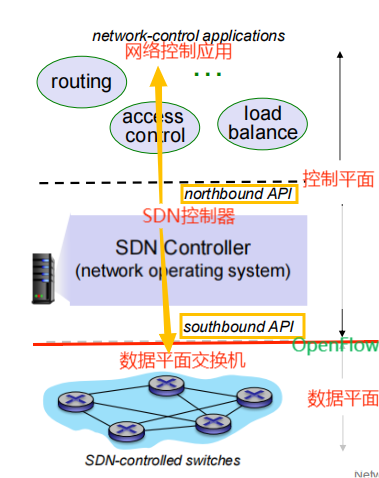 network-control applications
网络控制应用
routing
...
access
control
load
balance
控制平面
northbound API
SDN控制器
SDN Controller
(network operating system)
southbound API
OpenFlow
数据平面交换机
数据平面
SDN-controlled switches